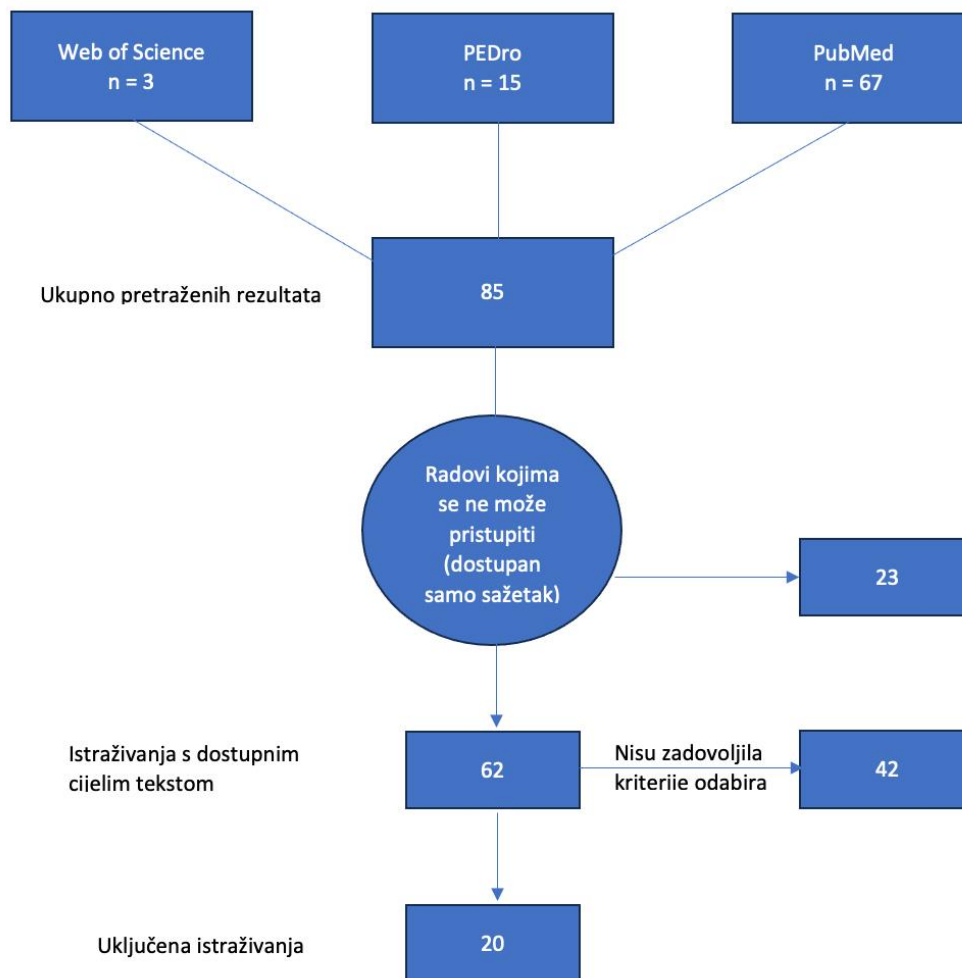 Web of Science
n = 3
PEDro
n = 15
PubMed
n = 67
Ukupno pretraženih rezultata
85
Radovi kojima
se ne može
pristupiti
(dostupan
samo sažetak)
23
Istraživanja s dostupnim
cijelim tekstom
62
Nisu zadovoljila
kriterije odabira
42
Uključena istraživanja
20